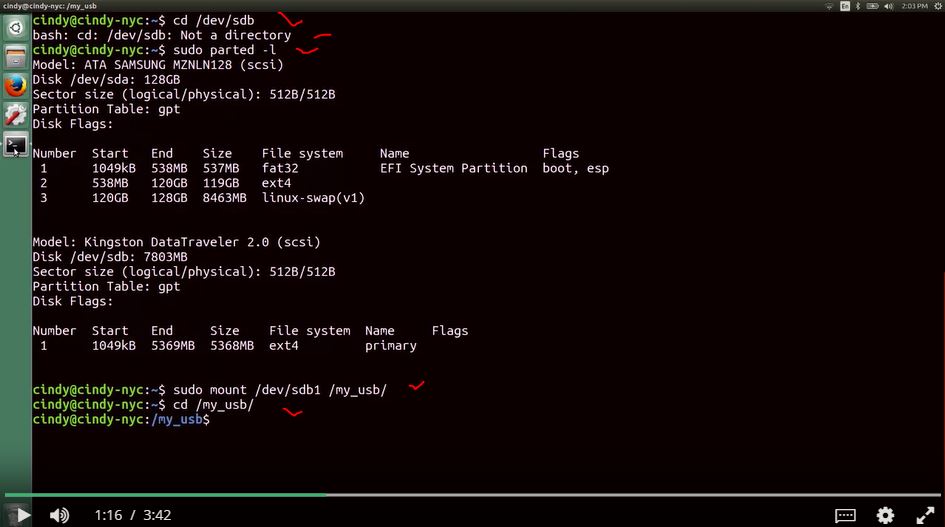 cindy@cindy-nyc: /my_usb
En
2:03 PM
cindy@cindy-nyc:~$ cd /dev/sdb
bash: cd: /dev/sdb: Not a directory
cindy@cindy-nyc:~$ sudo parted -l
Model: ATA SAMSUNG MZNLN128 (scsi)
Disk /dev/sda: 128GB
Sector size (logical/physical): 512B/512B
Partition Table: gpt
Disk Flags:
Number Start End Size File system Name Flags
1 1049kB 538MB 537MB fat32 EFI System Partition boot, esp
2 538MB 120GB 119GB ext4
3 120GB 128GB 8463MB linux-swap(v1)
Model: Kingston DataTraveler 2.0 (scsi)
Disk /dev/sdb: 7803MB
Sector size (logical/physical): 512B/512B
Partition Table: gpt
Disk Flags:
Number Start End Size File system Name Flags
1 1049kB 5369MB 5368MB ext4 primary
cindy@cindy-nyc:~$ sudo mount /dev/sdb1 /my_usb/
cindy@cindy-nyc:~$ cd /my_usb/
cindy@cindy-nyc:/my_usb$
1:16 / 3:42